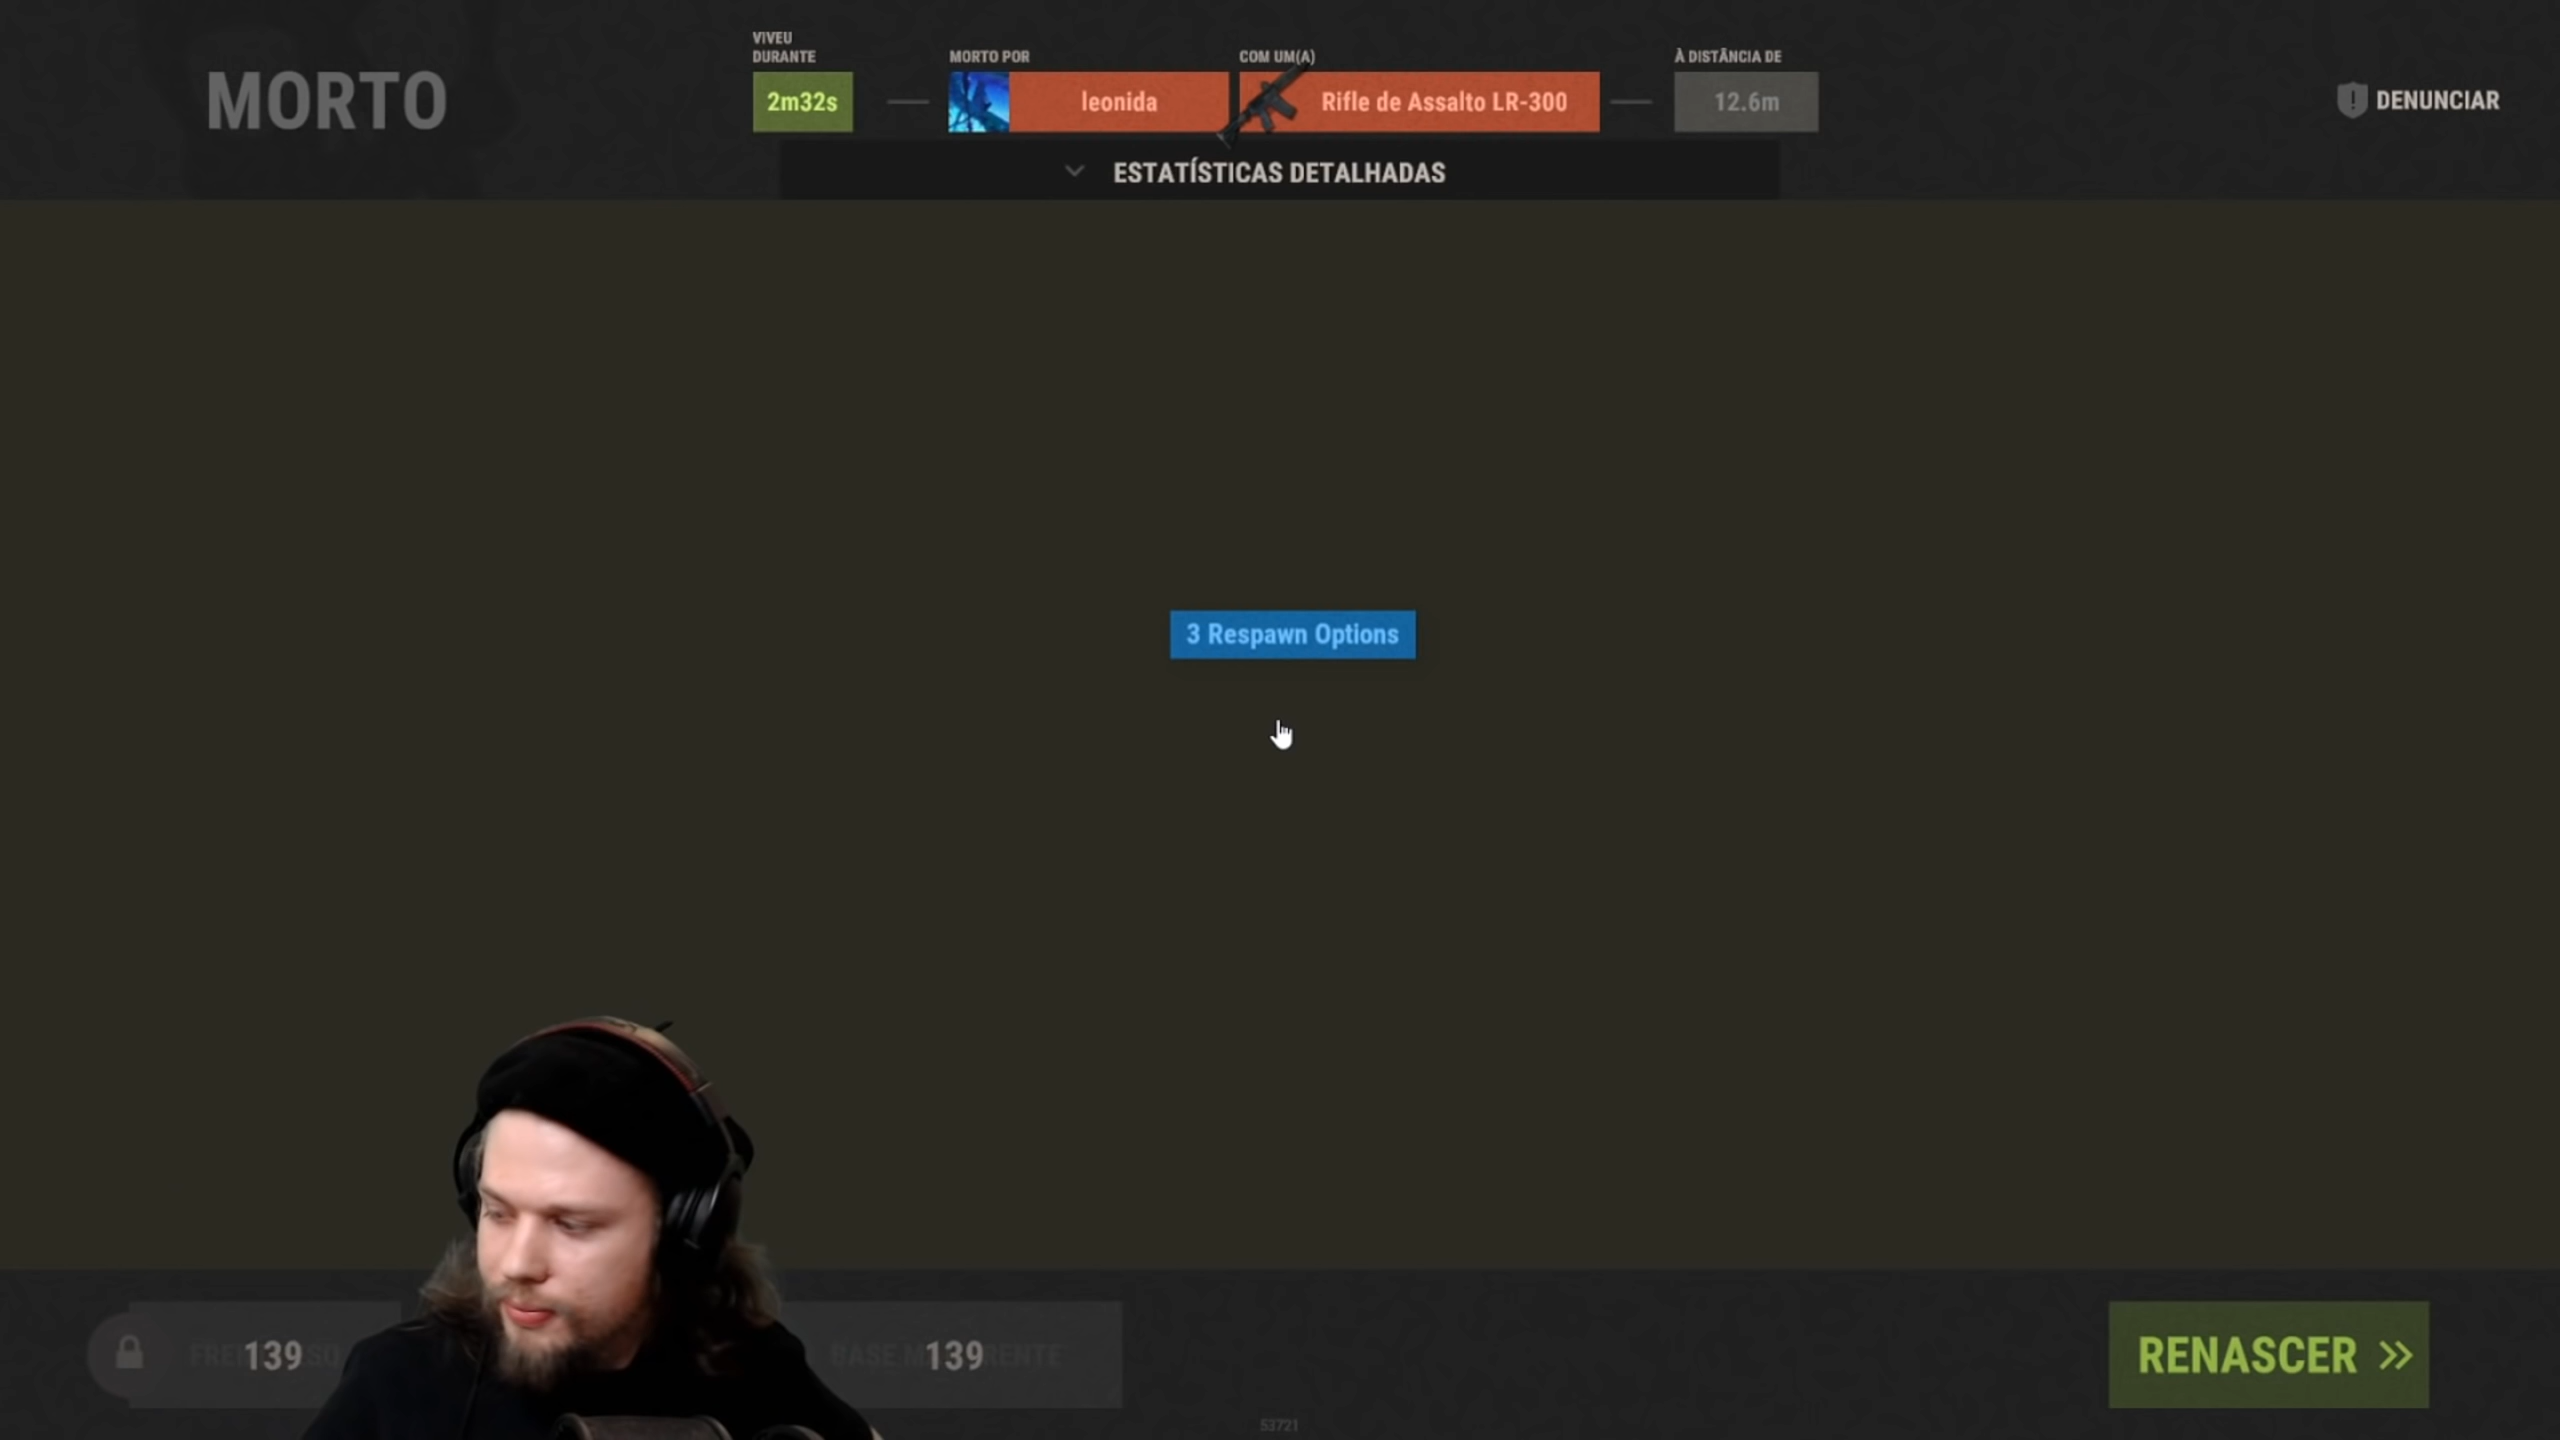 MORTO
VIVEU
DURANTE
2m32s
MORTO POR
leonida
COM UM(A)
Rifle de Assalto LR-300
À DISTÂNCIA DE
12.6m
DENUNCIAR
ESTATÍSTICAS DETALHADAS
3 Respawn Options
139
139
RENASCER
53721